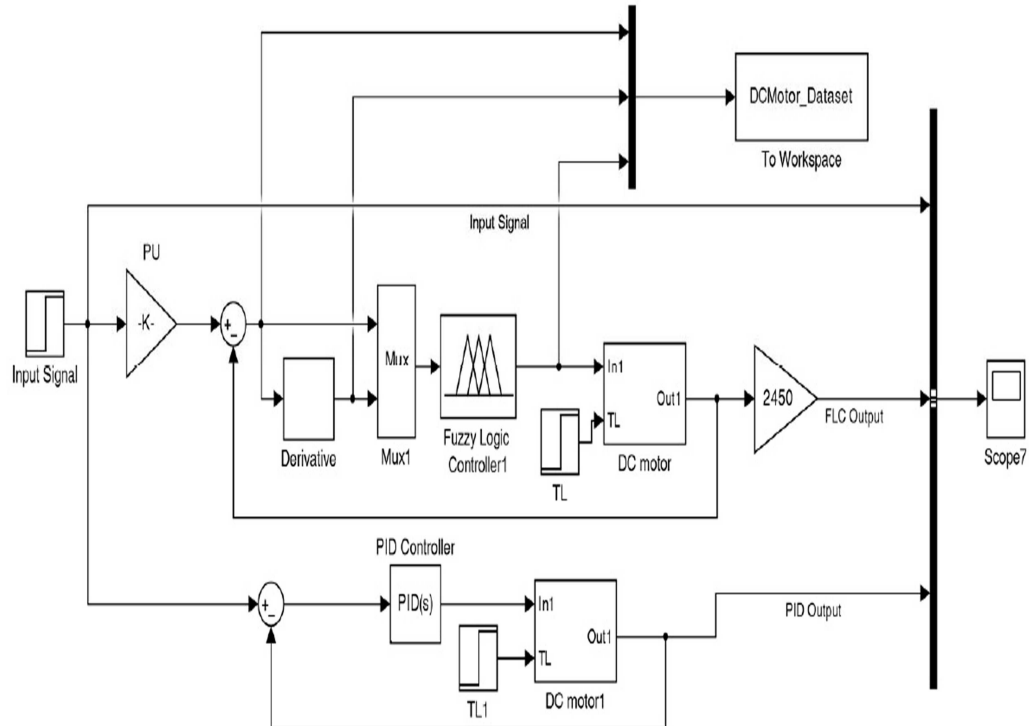 DCMotor_Dataset
To Workspace
Input Signal
PU
-K-
Input Signal
+
-
Derivative
Mux
Mux1
Fuzzy Logic
Controller1
TL
In1
TL
Out1
DC motor
2450
FLC Output
Scope7
PID Controller
PID(s)
+
-
TL1
In1
TL
Out1
DC motor1
PID Output